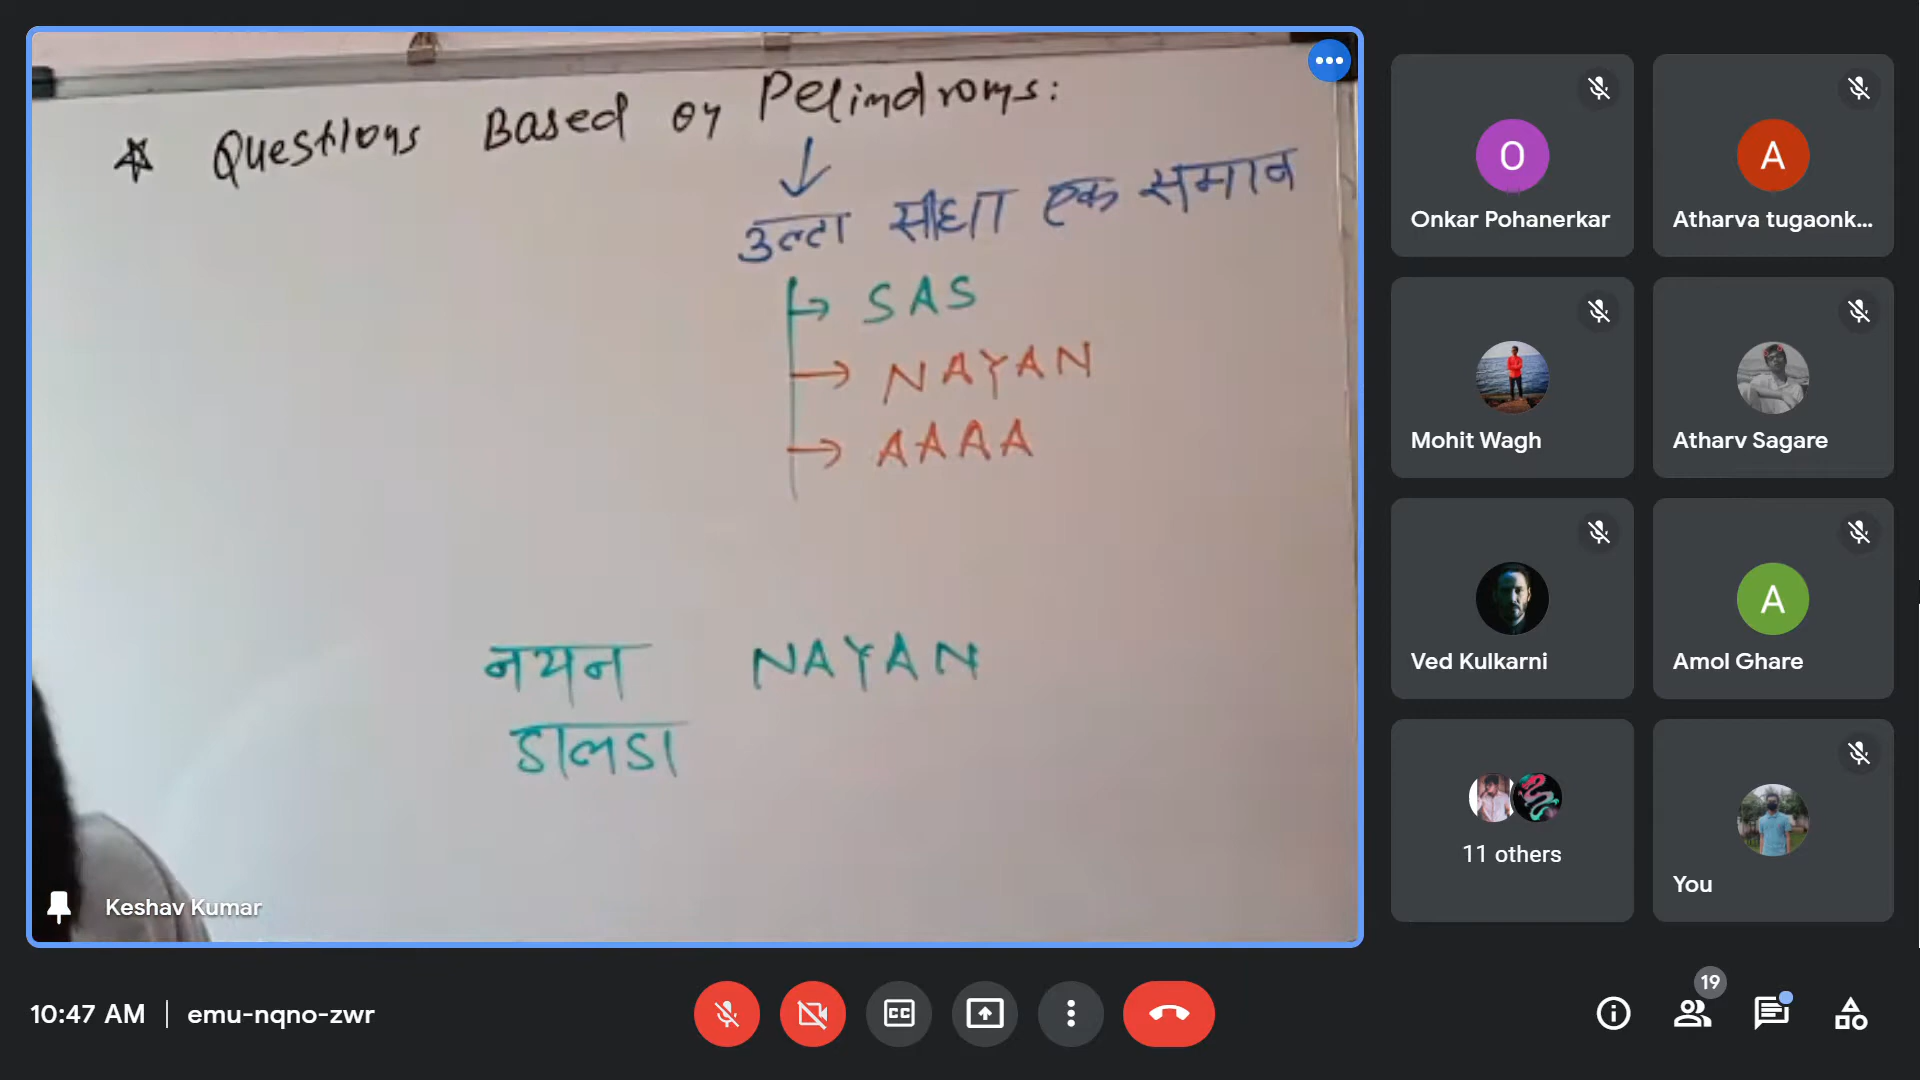 ☆ Questions Based on Pelindroms:
↓
उल्टा सीधा एक समान
→ SAS
→ NAYAN
→ AAAA
नयन NAYAN
डालडा
Keshav Kumar
O
Onkar Pohanerkar
A
Atharva tugaonk...
Mohit Wagh
Atharv Sagare
Ved Kulkarni
A
Amol Ghare
11 others
You
10:47 AM | emu-nqno-zwr
CC
19